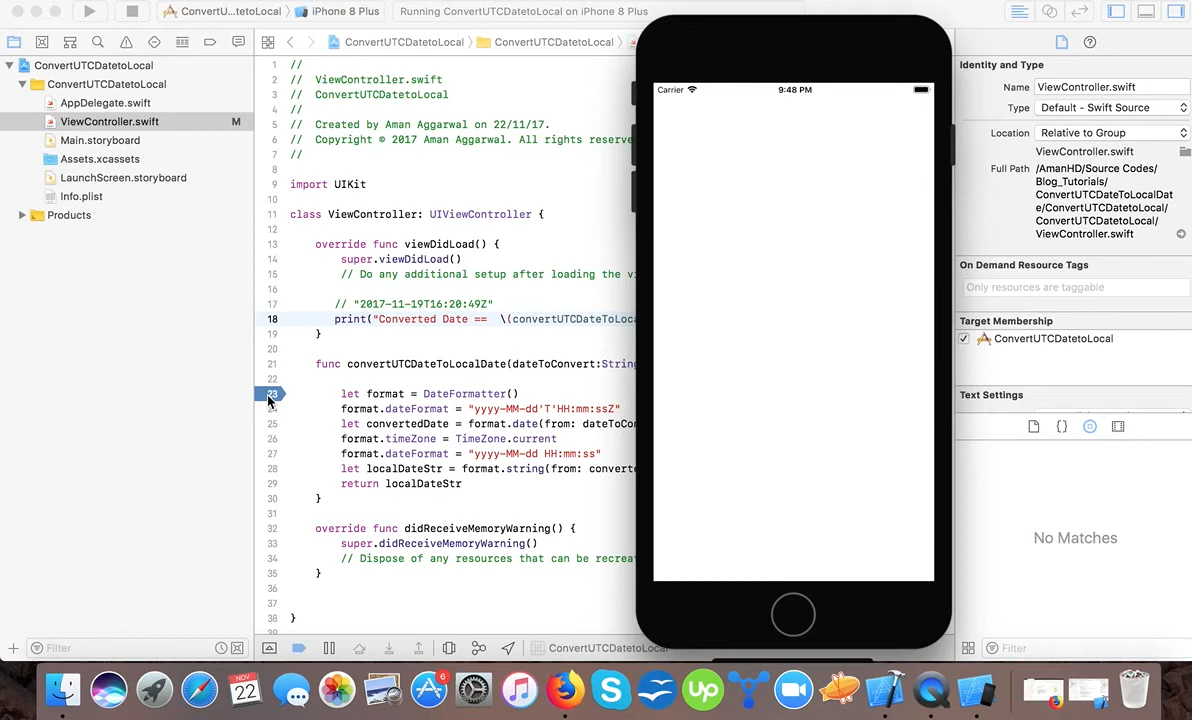 ConvertU...tetoLocal iPhone 8 Plus Running ConvertUTCDatetoLocal on iPhone 8 Plus
ConvertUTCDatetoLocal ConvertUTCDatetoLocal
ConvertUTCDatetoLocal
ConvertUTCDatetoLocal
AppDelegate.swift
ViewController.swift M
Main.storyboard
Assets.xcassets
LaunchScreen.storyboard
Info.plist
Products
Filter
1 //
2 // ViewController.swift
3 // ConvertUTCDatetoLocal
4 //
5 // Created by Aman Aggarwal on 22/11/17.
6 // Copyright © 2017 Aman Aggarwal. All rights reserve
7 //
8
9 import UIKit
10
11 class ViewController: UIViewController {
12
13 override func viewDidLoad() {
14 super.viewDidLoad()
15 // Do any additional setup after loading the vi
16
17 // "2017-11-19T16:20:49Z"
18 print("Converted Date == \(convertUTCDateToLoca
19 }
20
21 func convertUTCDateToLocalDate(dateToConvert:String
22
23 let format = DateFormatter()
24 format.dateFormat = "yyyy-MM-dd'T'HH:mm:ssZ"
25 let convertedDate = format.date(from: dateToCon
26 format.timeZone = TimeZone.current
27 format.dateFormat = "yyyy-MM-dd HH:mm:ss"
28 let localDateStr = format.string(from: converte
29 return localDateStr
30 }
31
32 override func didReceiveMemoryWarning() {
33 super.didReceiveMemoryWarning()
34 // Dispose of any resources that can be recrea
35 }
36
37
38 }
ConvertUTCDatetoLocal
Carrier 9:48 PM
Identity and Type
Name ViewController.swift
Type Default - Swift Source
Location Relative to Group
ViewController.swift
Full Path /AmanHD/Source Codes/
Blog_Tutorials/
ConvertUTCDateToLocalDat
e/ConvertUTCDatetoLocal/
ConvertUTCDatetoLocal/
ViewController.swift
On Demand Resource Tags
Only resources are taggable
Target Membership
ConvertUTCDatetoLocal
Text Settings
No Matches
Filter
NOV
22
6
Up